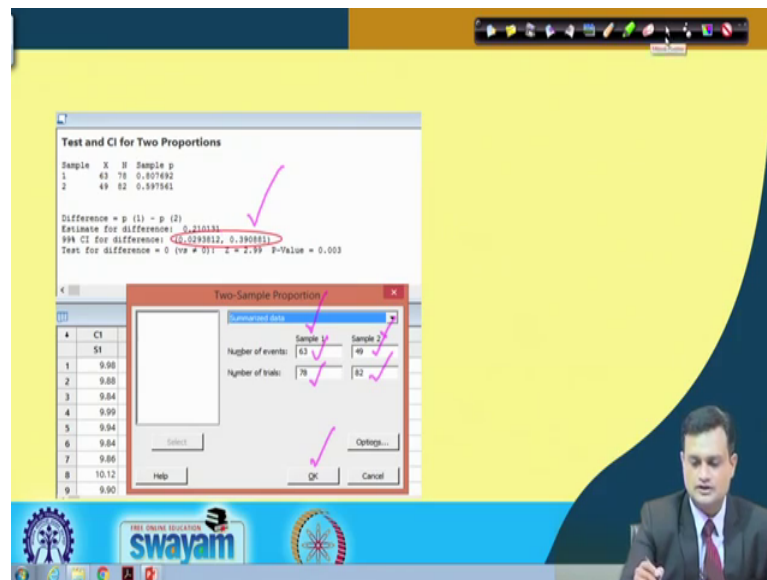 Test and CI for Two Proportions
Sample X N Sample p
1 63 78 0.807692
2 49 82 0.597561
Difference = p (1) - p (2)
Estimate for difference: 0.210131
99% CI for difference: (0.0293812, 0.390881)
Test for difference = 0 (vs ≠ 0): Z = 2.99 P-Value = 0.003
Two-Sample Proportion
Summarized data
Sample 1 Sample 2
Number of events: 63 49
Number of trials: 78 82
Select Options...
Help OK Cancel
C1
S1
1 9.98
2 9.88
3 9.84
4 9.99
5 9.94
6 9.84
7 9.86
8 10.12
9 9.90
FREE ONLINE EDUCATION
swayam